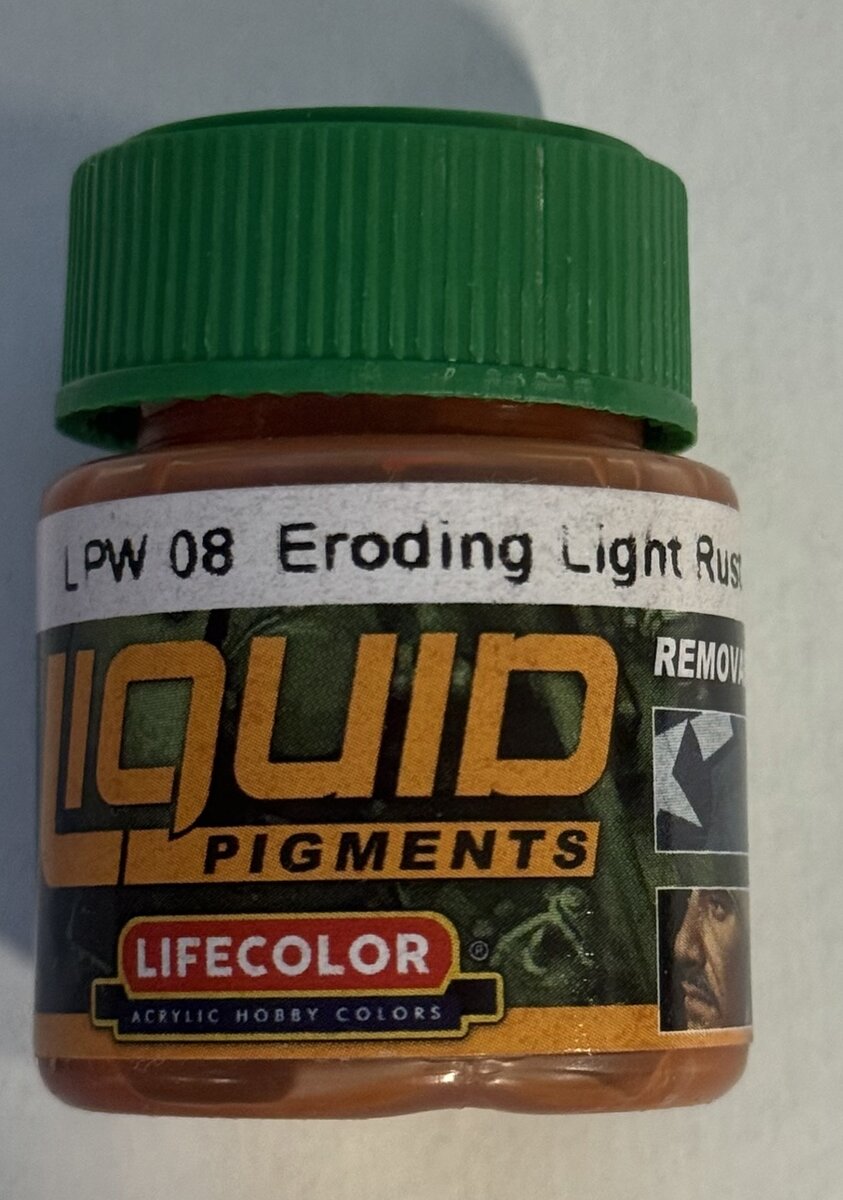 LPW 08 Eroding Light Rust
LIQUID
PIGMENTS
LIFECOLOR ®
ACRYLIC HOBBY COLORS